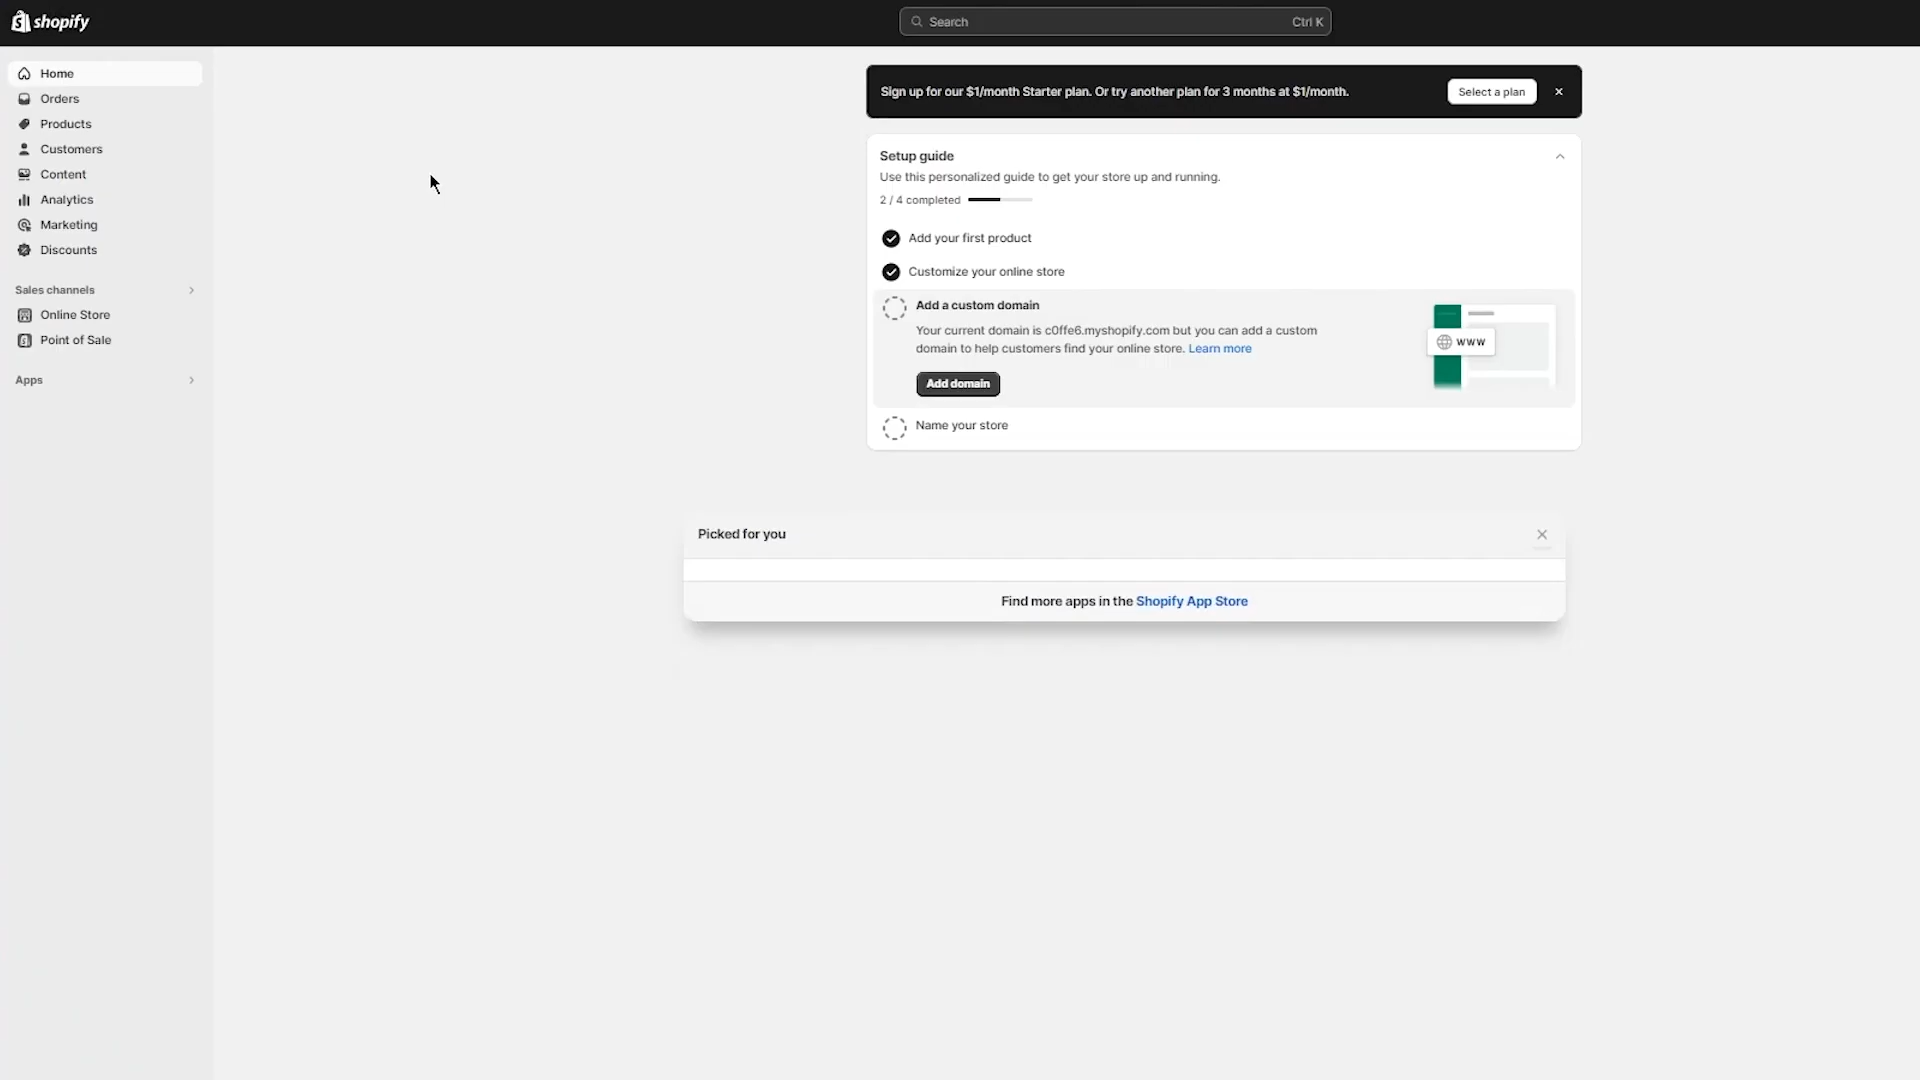 shopify
Search Ctrl K
Home
Orders
Products
Customers
Content
Analytics
Marketing
Discounts
Sales channels
Online Store
Point of Sale
Apps
Sign up for our $1/month Starter plan. Or try another plan for 3 months at $1/month. Select a plan
Setup guide
Use this personalized guide to get your store up and running.
2 / 4 completed
Add your first product
Customize your online store
Add a custom domain
Your current domain is c0ffe6.myshopify.com but you can add a custom
domain to help customers find your online store. Learn more
www
Add domain
Name your store
Picked for you
Find more apps in the Shopify App Store